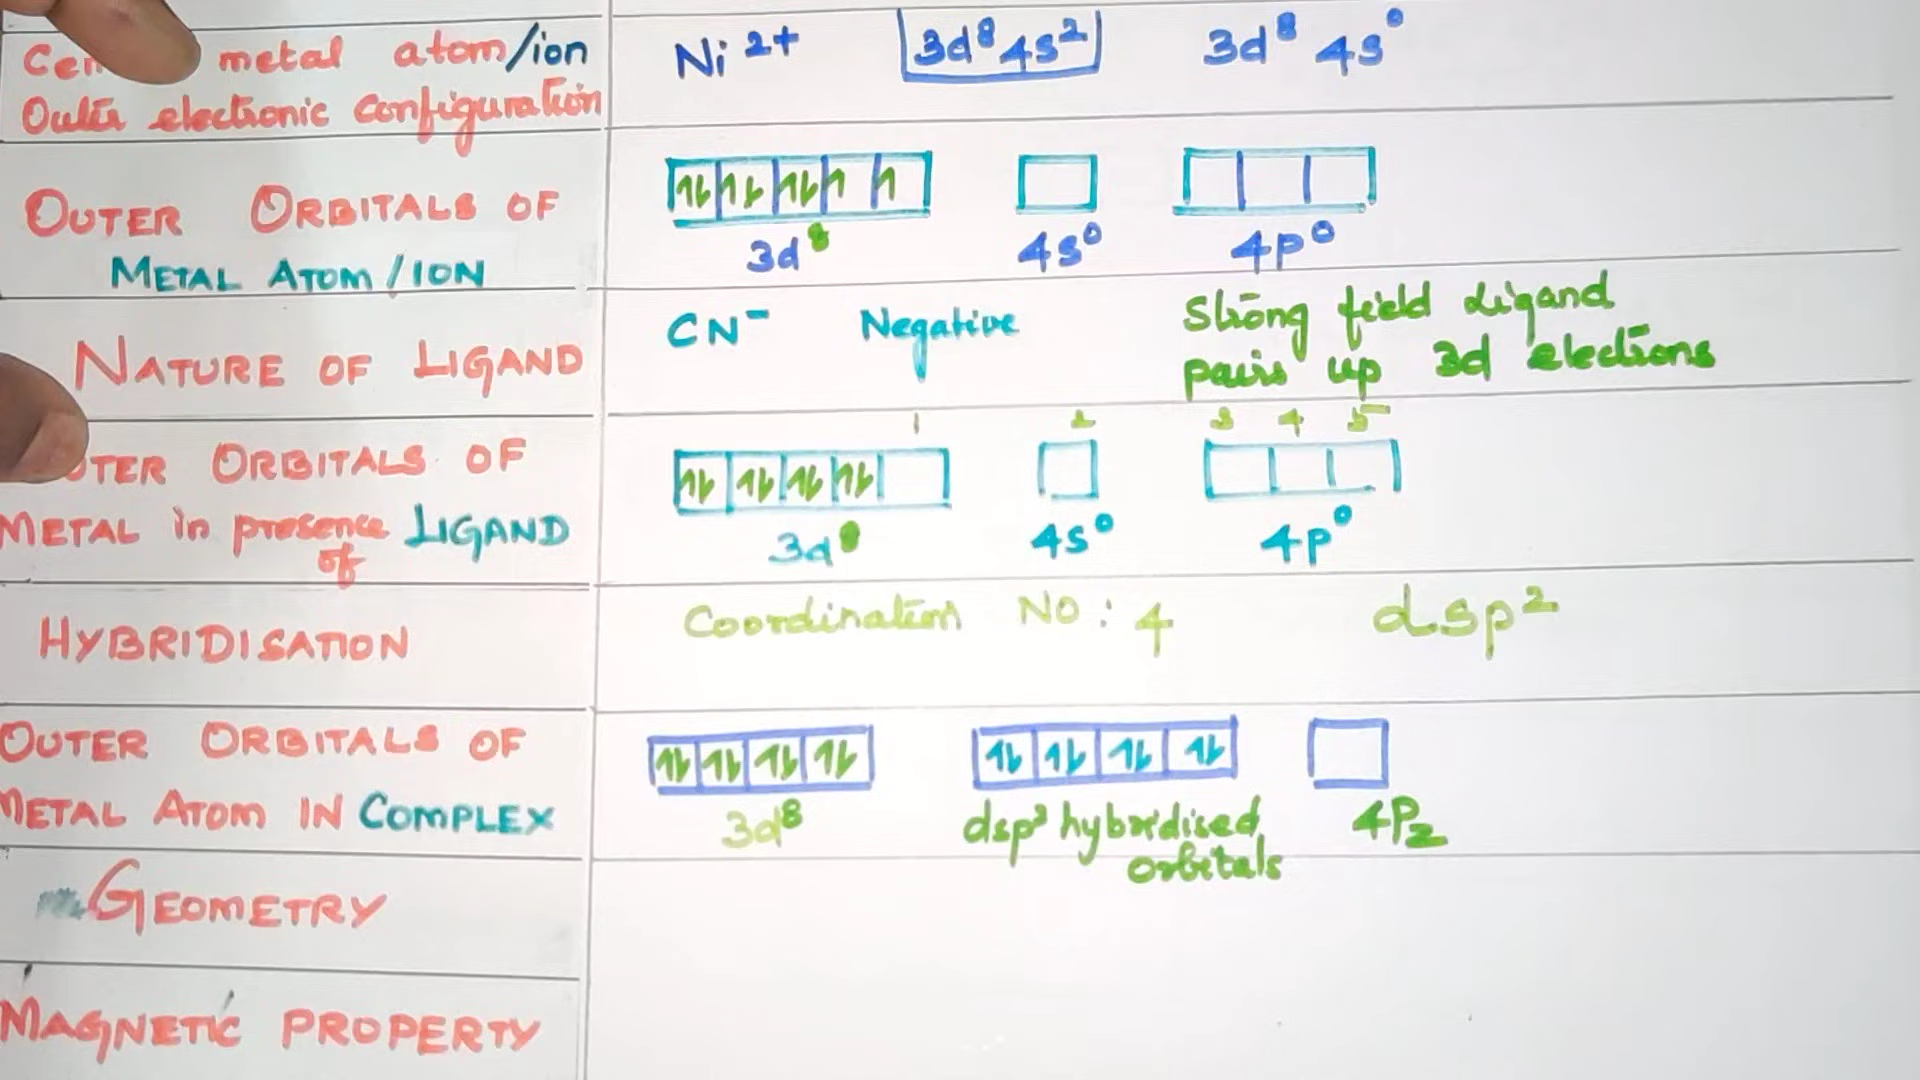 metal atom/ion
Outer electronic configuration
Ni 2+ 3d⁸ 4s² 3d⁸ 4s⁰
OUTER ORBITALS OF
METAL ATOM / ION
3d⁸ 4s⁰ 4p⁰
NATURE OF LIGAND
CN⁻ Negative Strong field Ligand
pairs up 3d electrons
1 2 3 4 5
UTER ORBITALS OF
METAL in presence of LIGAND
3d⁸ 4s⁰ 4p⁰
HYBRIDISATION
Coordination NO : 4 dsp²
OUTER ORBITALS OF
METAL ATOM IN COMPLEX
3d⁸ dsp² hybridised orbitals 4Pz
GEOMETRY
MAGNETIC PROPERTY